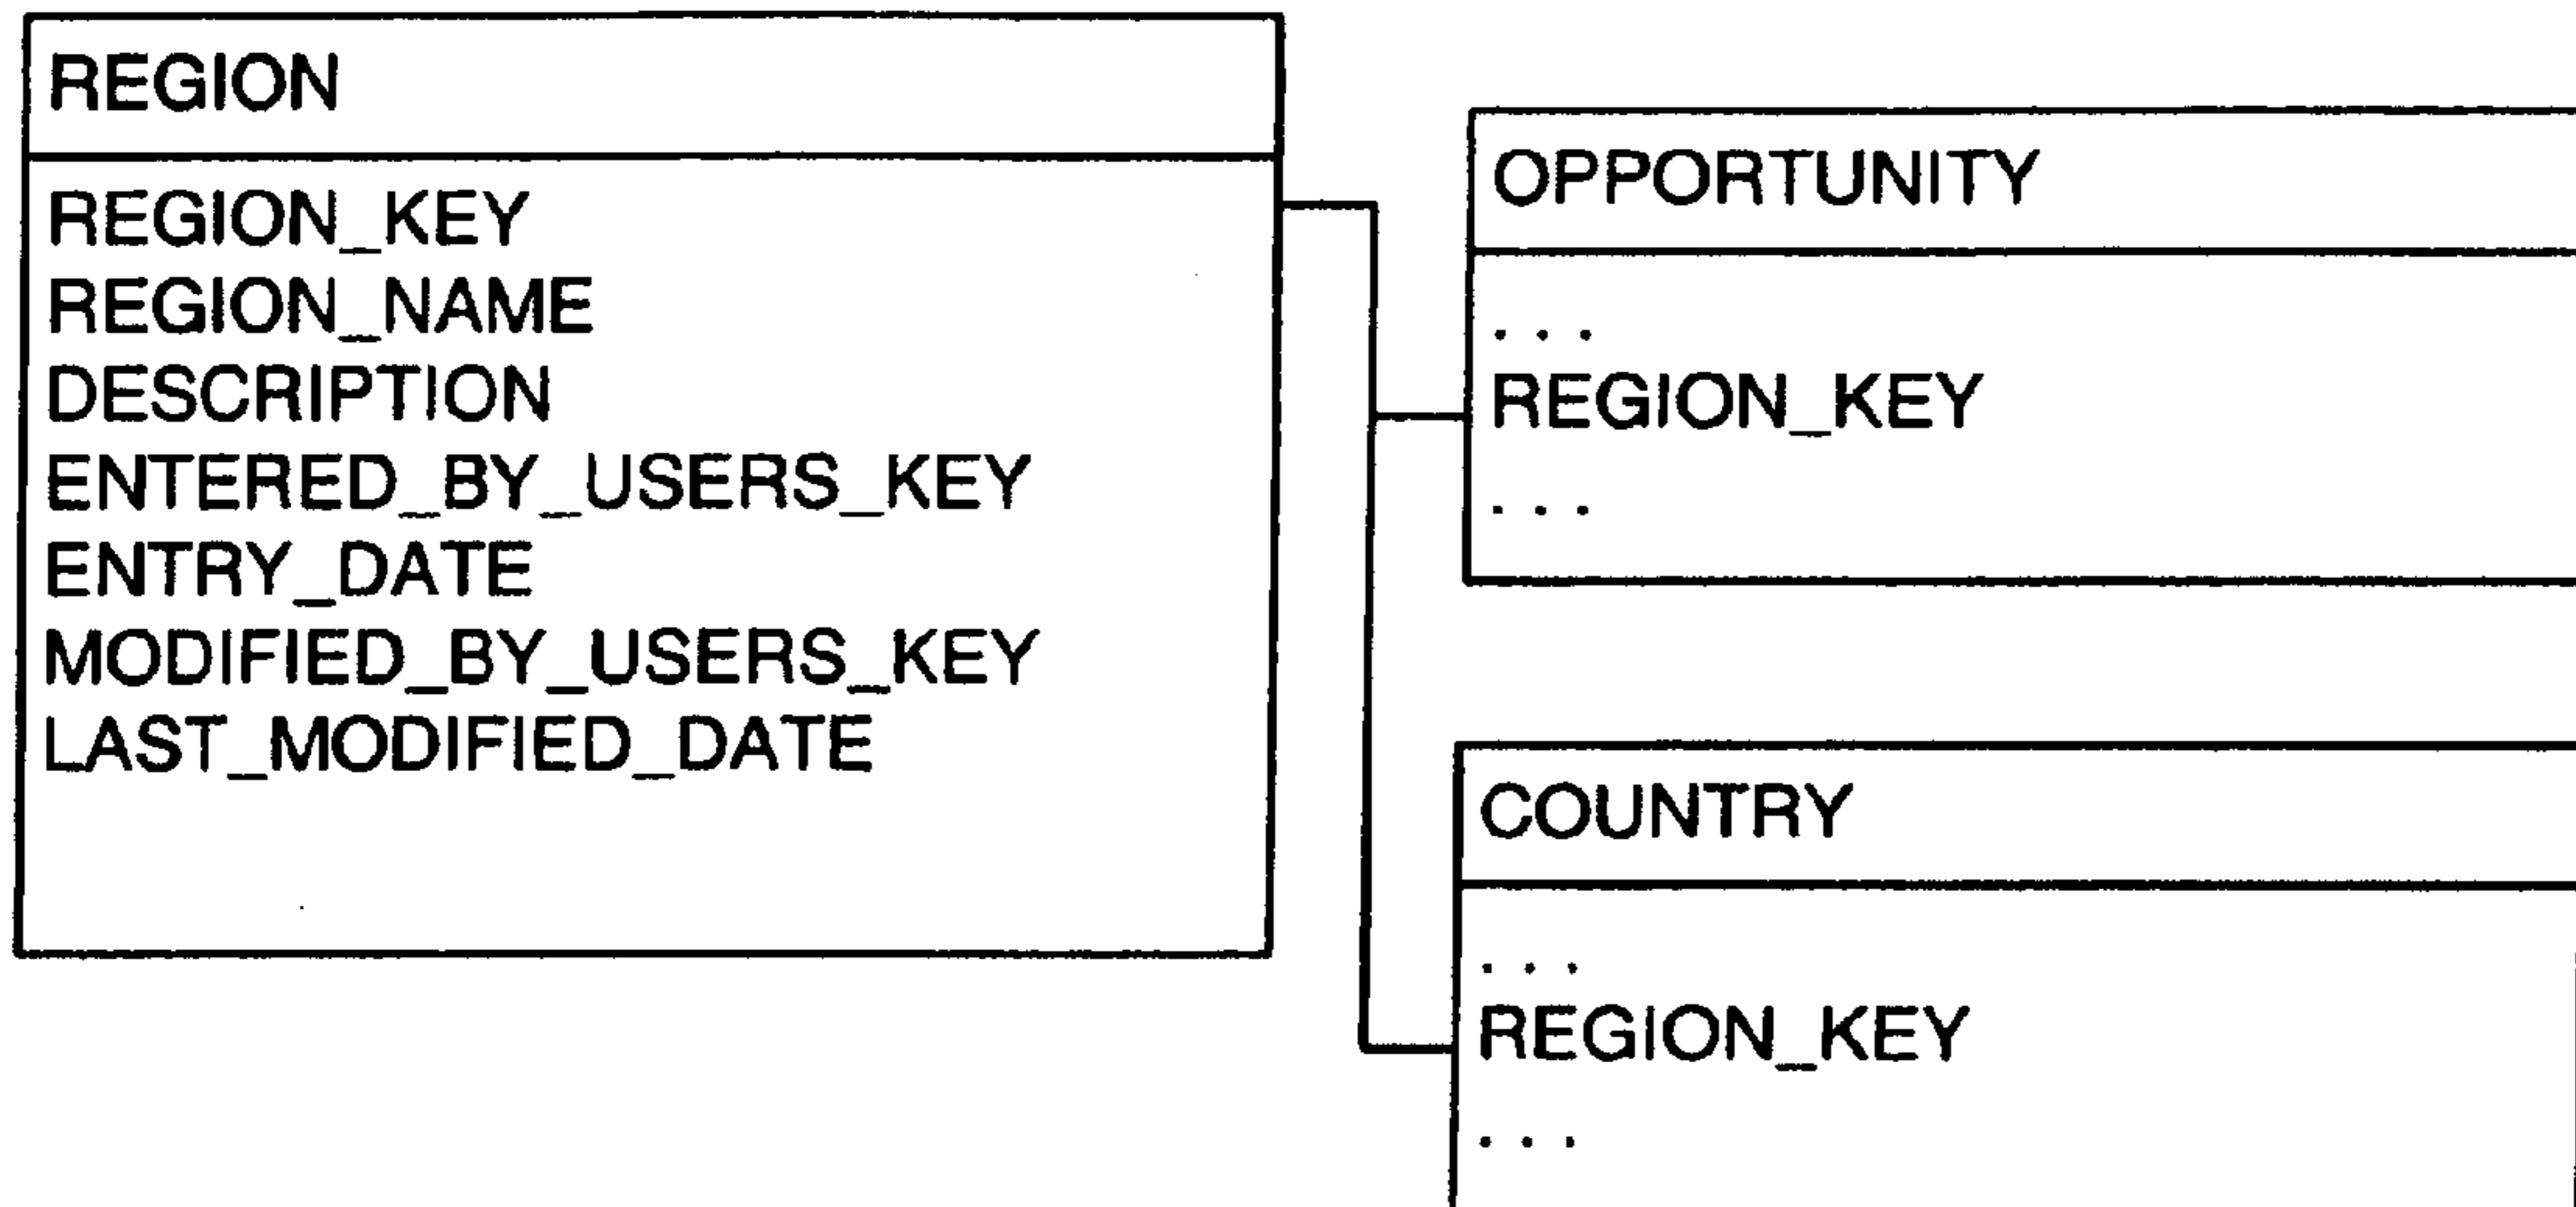 REGION
REGION_KEY
REGION_NAME
DESCRIPTION
ENTERED_BY_USERS_KEY
ENTRY_DATE
MODIFIED_BY_USERS_KEY
LAST_MODIFIED_DATE
OPPORTUNITY
. . .
REGION_KEY
. . .
COUNTRY
. . .
REGION_KEY
. . .